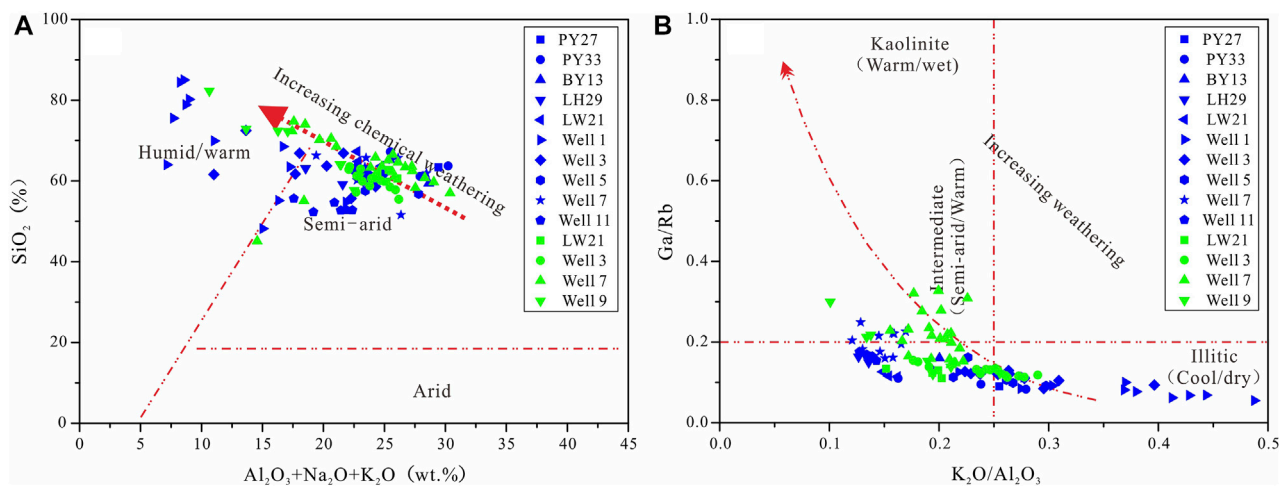 A
100
80
60
40
20
0
SiO₂ (%)
0
5
10
15
20
25
30
35
40
45
Al₂O₃+Na₂O+K₂O (wt.%)
Humid/warm
Increasing chemical weathering
Semi-arid
Arid
PY27
PY33
BY13
LH29
LW21
Well 1
Well 3
Well 5
Well 7
Well 11
LW21
Well 3
Well 7
Well 9
B
1.0
0.8
0.6
0.4
0.2
0.0
Ga/Rb
0.0
0.1
0.2
0.3
0.4
0.5
K₂O/Al₂O₃
Kaolinite
(Warm/wet)
Intermediate
(Semi-arid/Warm)
Increasing weathering
Illitic
(Cool/dry)
PY27
PY33
BY13
LH29
LW21
Well 1
Well 3
Well 5
Well 7
Well 11
LW21
Well 3
Well 7
Well 9